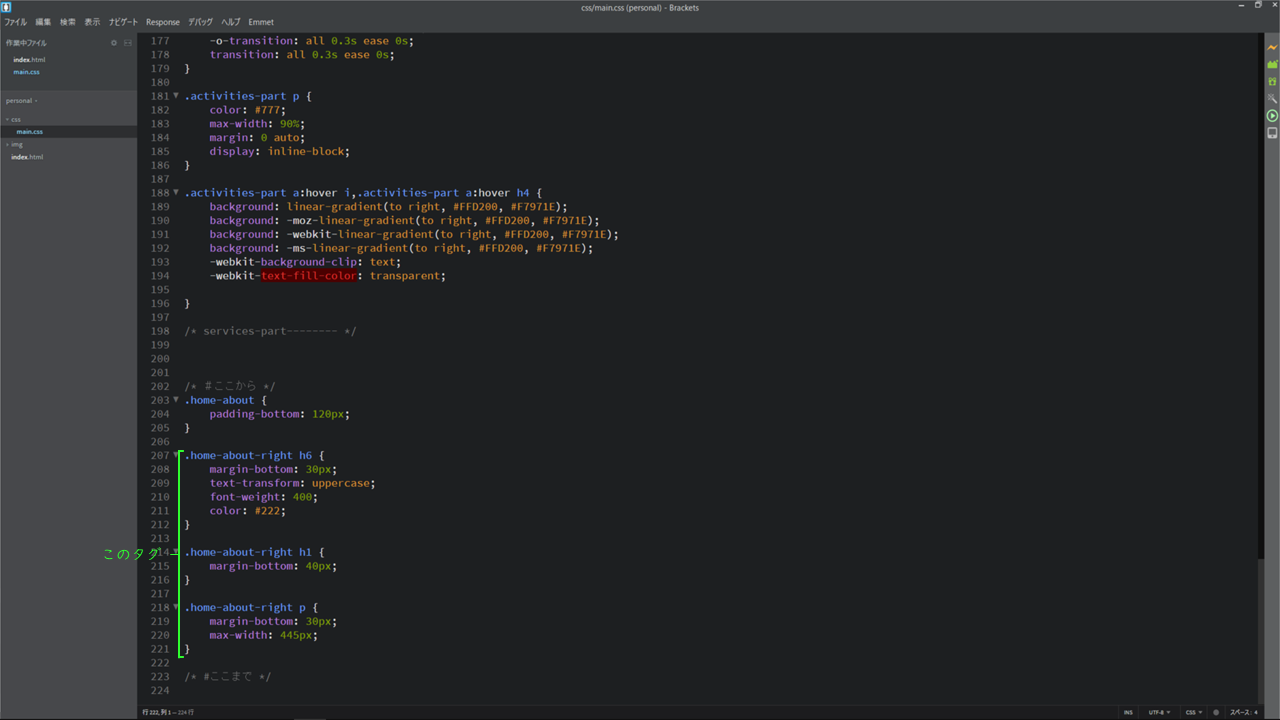 css/main.css (personal) - Brackets
ファイル 編集 検索 表示 ナビゲート Response デバッグ ヘルプ Emmet
作業中ファイル
index.html
main.css
personal
css
main.css
img
index.html
177 -o-transition: all 0.3s ease 0s;
178 transition: all 0.3s ease 0s;
179 }
180
181 .activities-part p {
182 color: #777;
183 max-width: 90%;
184 margin: 0 auto;
185 display: inline-block;
186 }
187
188 .activities-part a:hover i,.activities-part a:hover h4 {
189 background: linear-gradient(to right, #FFD200, #F7971E);
190 background: -moz-linear-gradient(to right, #FFD200, #F7971E);
191 background: -webkit-linear-gradient(to right, #FFD200, #F7971E);
192 background: -ms-linear-gradient(to right, #FFD200, #F7971E);
193 -webkit-background-clip: text;
194 -webkit-text-fill-color: transparent;
195
196 }
197
198 /* services-part-------- */
199
200
201
202 /* #ここから */
203 .home-about {
204 padding-bottom: 120px;
205 }
206
207 .home-about-right h6 {
208 margin-bottom: 30px;
209 text-transform: uppercase;
210 font-weight: 400;
211 color: #222;
212 }
213
このタグ
214 .home-about-right h1 {
215 margin-bottom: 40px;
216 }
217
218 .home-about-right p {
219 margin-bottom: 30px;
220 max-width: 445px;
221 }
222
223 /* #ここまで */
224
行 222, 列 1 — 224 行
INS UTF-8 CSS スペース: 4